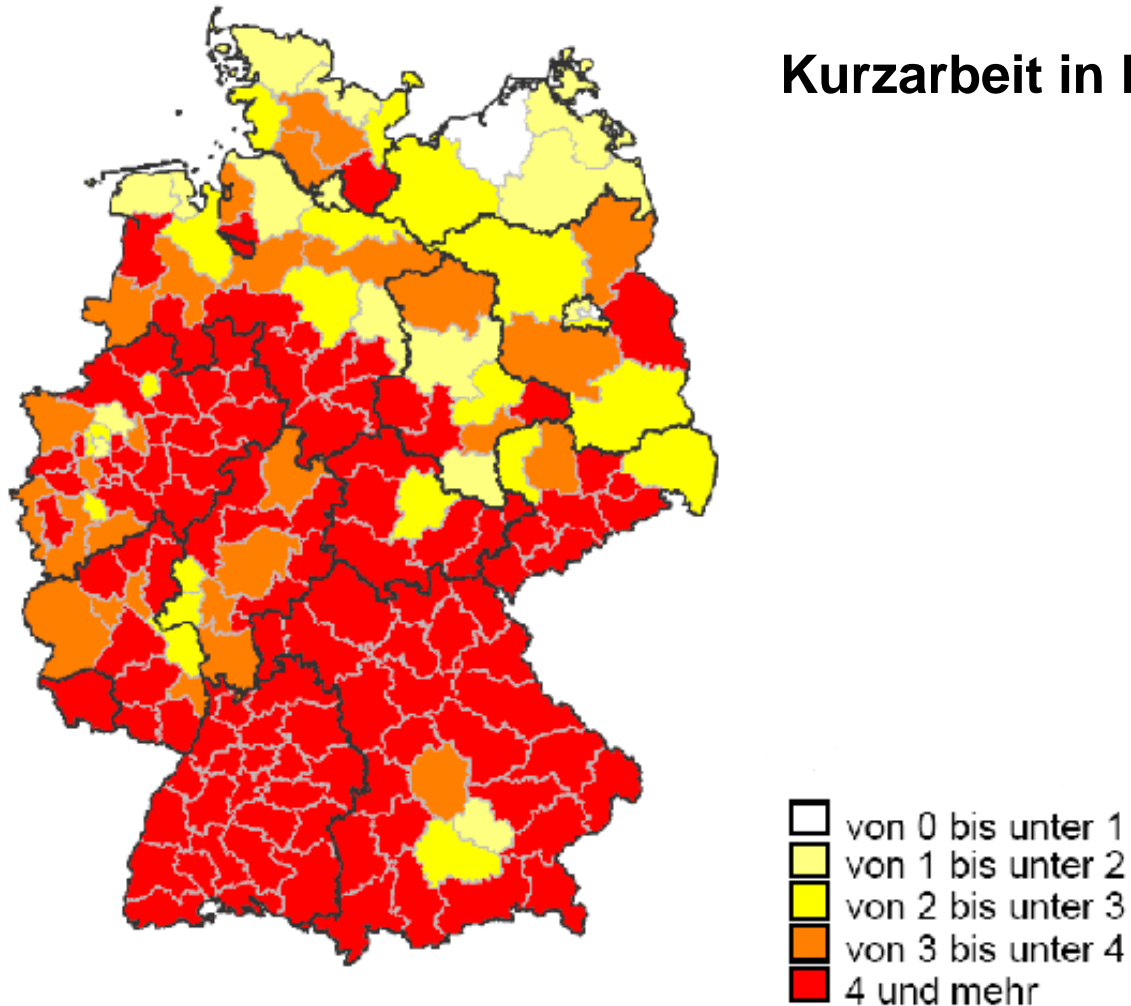 Kurzarbeit in
von 0 bis unter 1
von 1 bis unter 2
von 2 bis unter 3
von 3 bis unter 4
4 und mehr